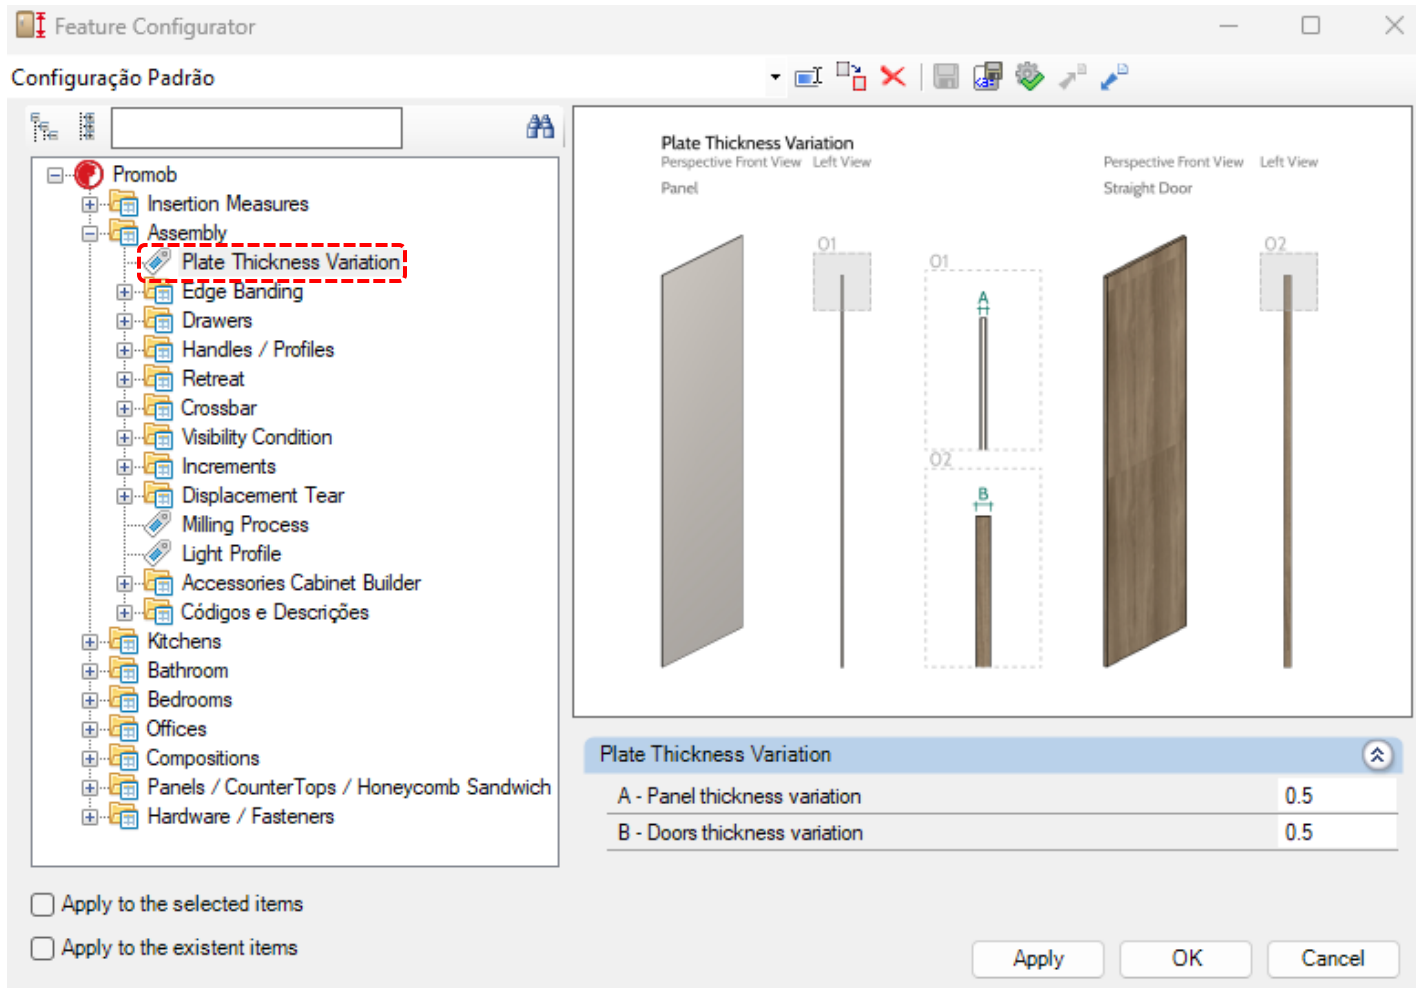 Feature Configurator
Configuração Padrão
Promob
Insertion Measures
Assembly
Plate Thickness Variation
Edge Banding
Drawers
Handles / Profiles
Retreat
Crossbar
Visibility Condition
Increments
Displacement Tear
Milling Process
Light Profile
Accessories Cabinet Builder
Códigos e Descrições
Kitchens
Bathroom
Bedrooms
Offices
Compositions
Panels / CounterTops / Honeycomb Sandwich
Hardware / Fasteners
Apply to the selected items
Apply to the existent items
Plate Thickness Variation
Perspective Front View Left View
Panel
Perspective Front View Left View
Straight Door
01
01
A
02
B
02
Plate Thickness Variation
A - Panel thickness variation 0.5
B - Doors thickness variation 0.5
Apply OK Cancel